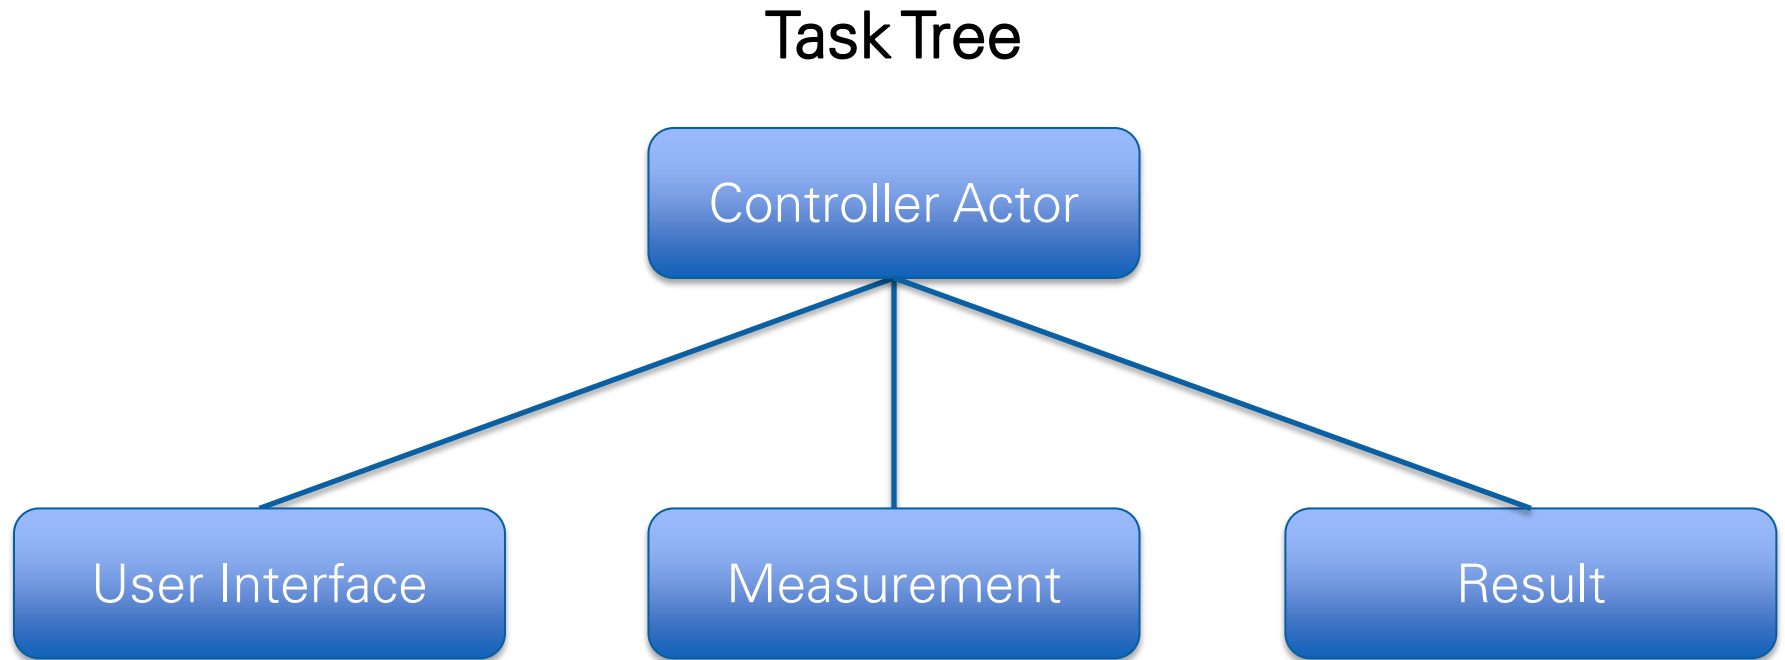 Task Tree
Controller Actor
User Interface
Measurement
Result